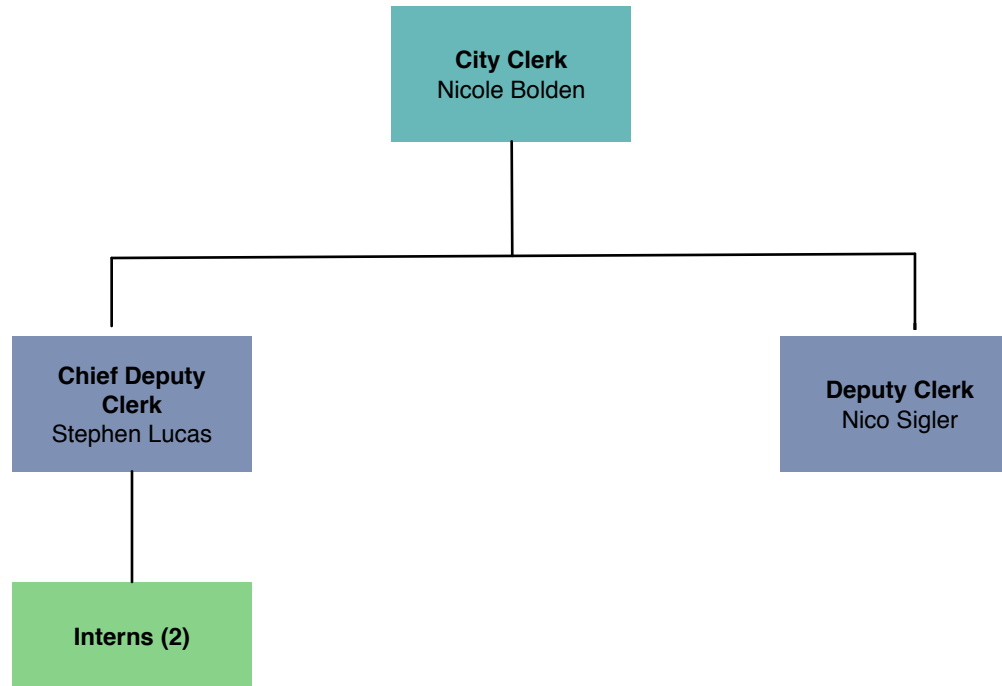 City Clerk
Nicole Bolden
Chief Deputy
Clerk
Stephen Lucas
Deputy Clerk
Nico Sigler
Interns (2)